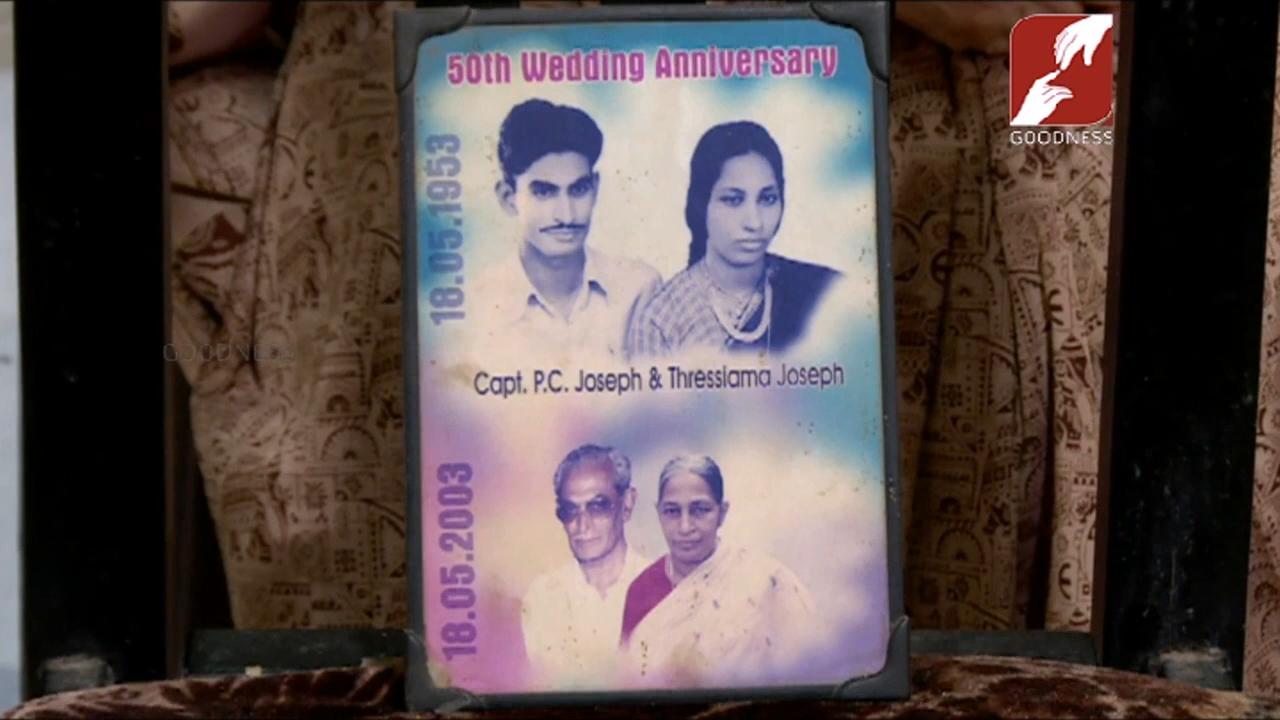 50th Wedding Anniversary
18.05.1953
Capt. P.C. Joseph & Thressiama Joseph
18.05.2003
GOODNESS
GOODNESS